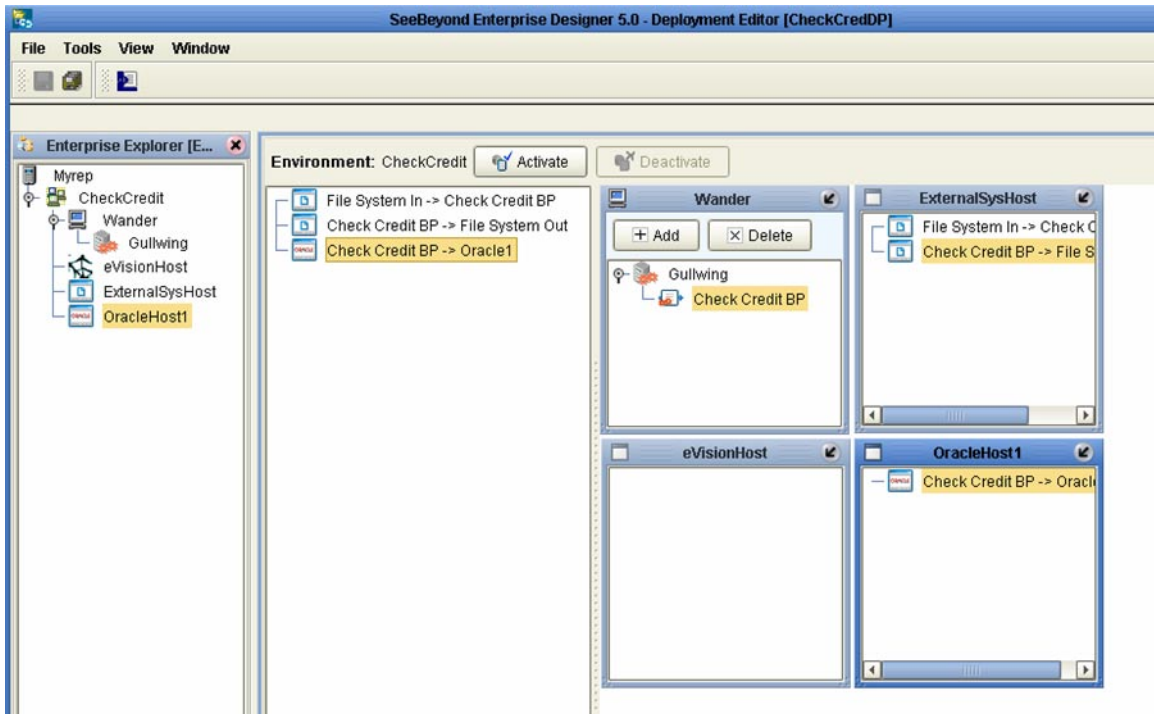 SeeBeyond Enterprise Designer 5.0 - Deployment Editor [CheckCredDP]
File Tools View Window
Enterprise Explorer [E...
Myrep
CheckCredit
Wander
Gullwing
eVisionHost
ExternalSysHost
OracleHost1
Environment: CheckCredit Activate Deactivate
File System In -> Check Credit BP
Check Credit BP -> File System Out
Check Credit BP -> Oracle1
Wander
Add Delete
Gullwing
Check Credit BP
ExternalSysHost
File System In -> Check C
Check Credit BP -> File S
eVisionHost
OracleHost1
Check Credit BP -> Oracl